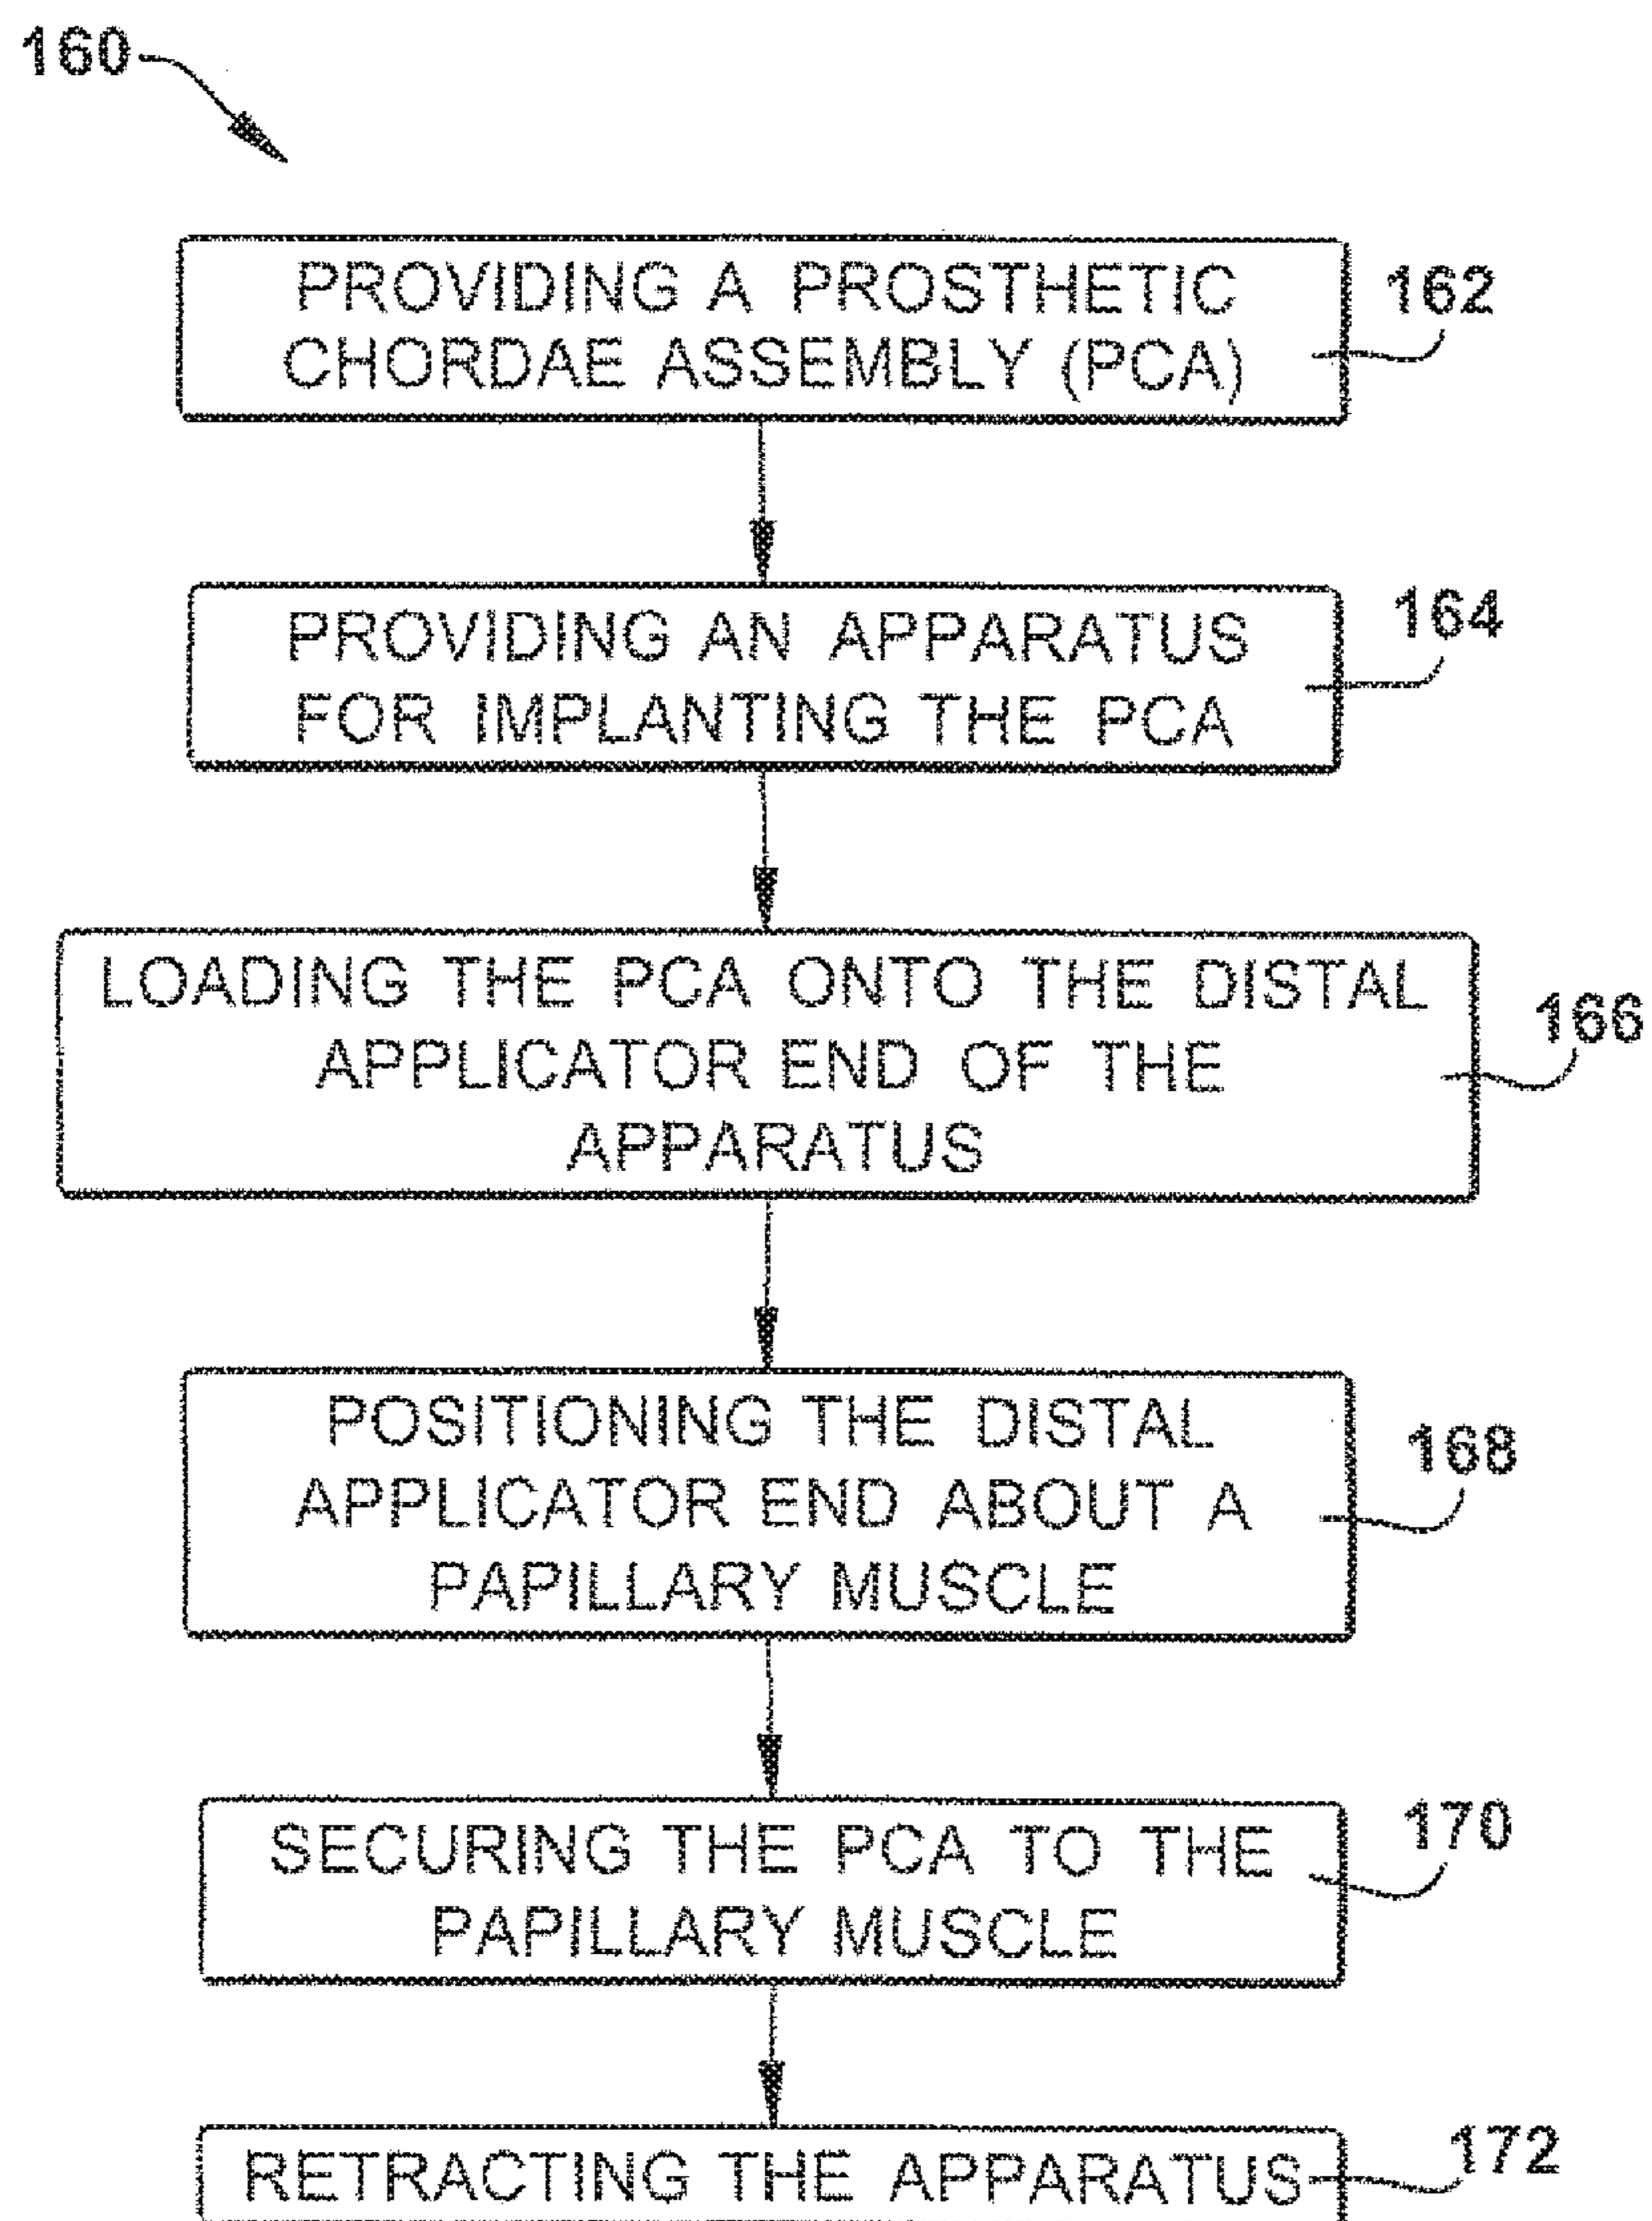 160
PROVIDING A PROSTHETIC
CHORDAE ASSEMBLY (PCA)
162
PROVIDING AN APPARATUS
FOR IMPLANTING THE PCA
164
LOADING THE PCA ONTO THE DISTAL
APPLICATOR END OF THE
APPARATUS
166
POSITIONING THE DISTAL
APPLICATOR END ABOUT A
PAPILLARY MUSCLE
168
SECURING THE PCA TO THE
PAPILLARY MUSCLE
170
RETRACTING THE APPARATUS
172